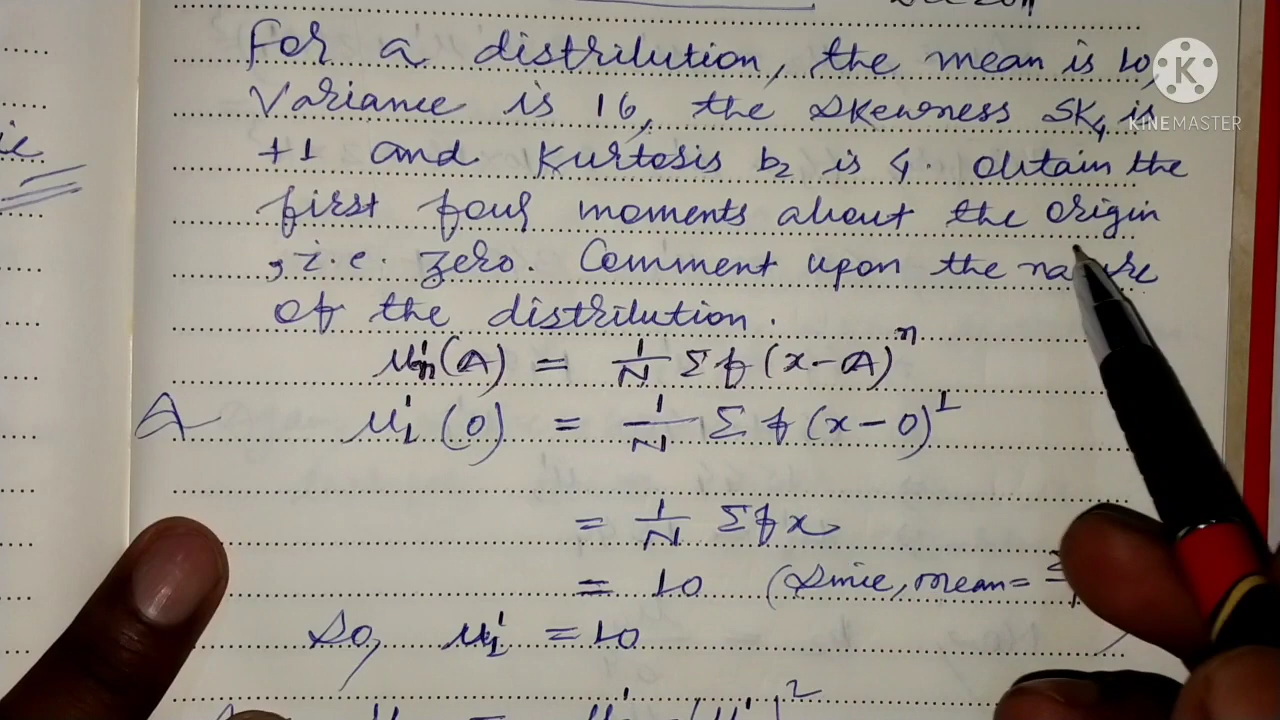 For a distribution, the mean is 10,
Variance is 16, the skewness SK4 is
+1 and Kurtosis b2 is 4. obtain the
first four moments about the origin
, i.e. zero. Comment upon the nature
of the distribution.
μ'n(A) = 1/N Σf(x-A)^n
A μ'1(0) = 1/N Σf(x-0)^1
= 1/N Σfx
= 10 (Since, mean =
So, μ'1 = 10
K
KINEMASTER